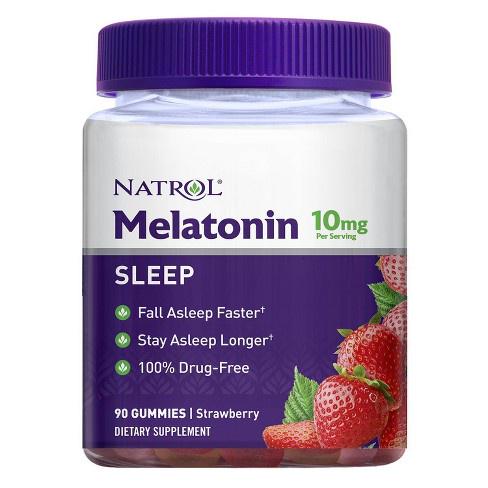 NATROL®
Melatonin 10mg
Per Serving
SLEEP
Fall Asleep Faster†
Stay Asleep Longer†
100% Drug-Free
90 GUMMIES | Strawberry
DIETARY SUPPLEMENT